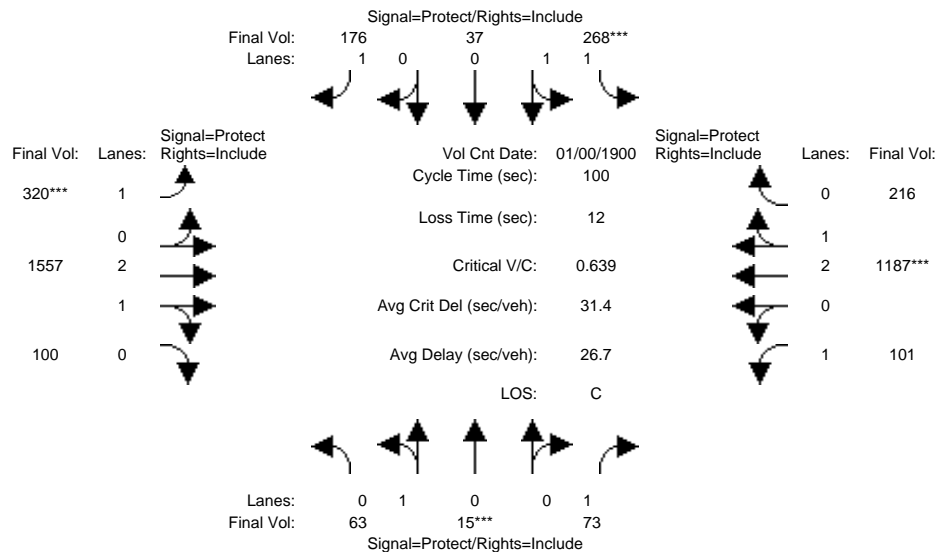 Signal=Protect/Rights=Include
Final Vol: 176 37 268***
Lanes: 1 0 0 1 1
Signal=Protect Signal=Protect
Final Vol: Lanes: Rights=Include Vol Cnt Date: 01/00/1900 Rights=Include Lanes: Final Vol:
Cycle Time (sec): 100
320*** 1 0 216
Loss Time (sec): 12
0 1
1557 2 Critical V/C: 0.639 2 1187***
1 Avg Crit Del (sec/veh): 31.4 0
100 0 Avg Delay (sec/veh): 26.7 1 101
LOS: C
Lanes: 0 1 0 0 1
Final Vol: 63 15*** 73
Signal=Protect/Rights=Include